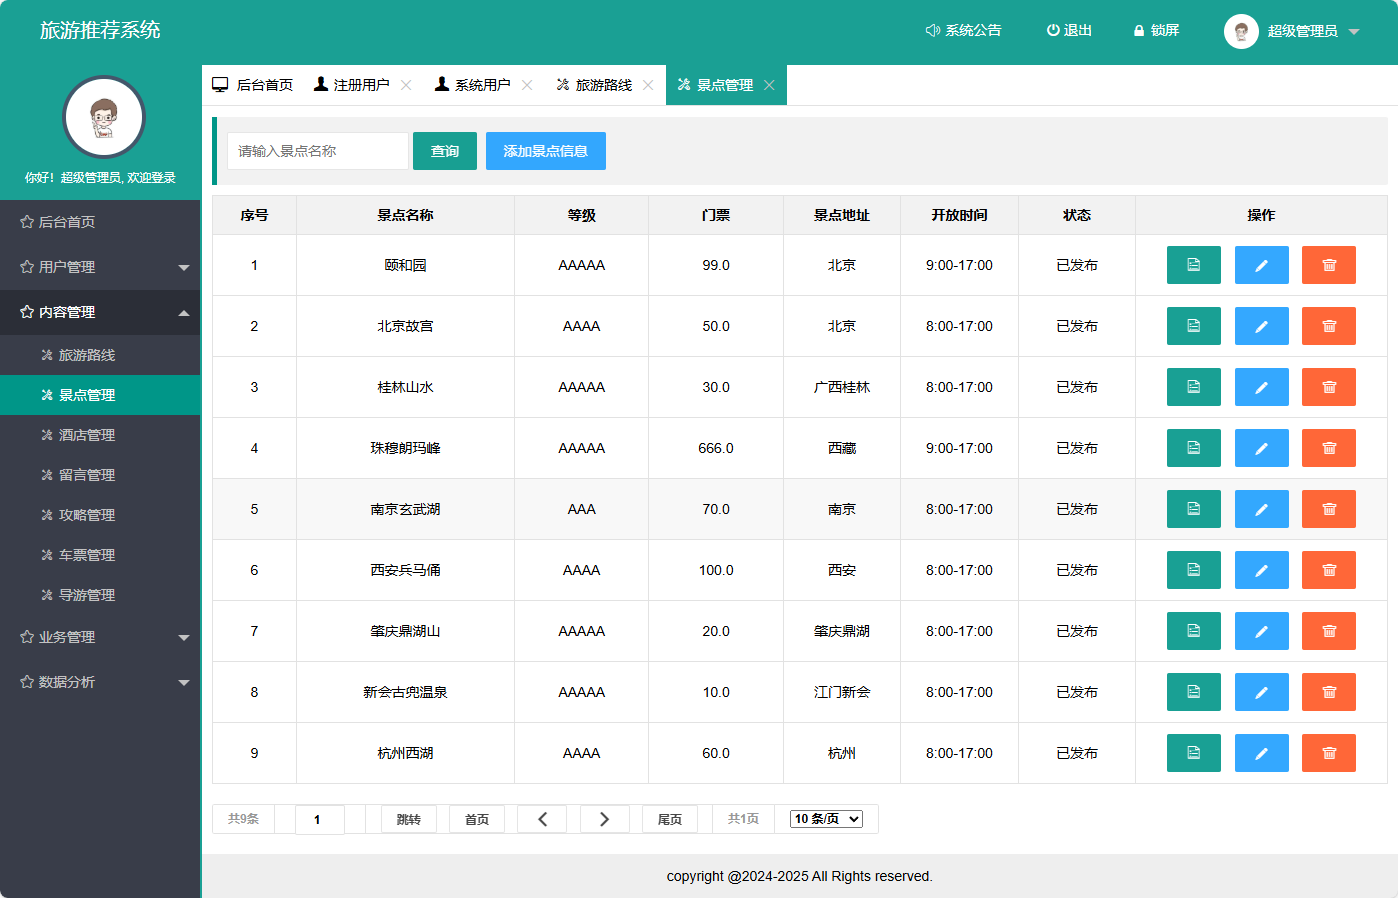 旅游推荐系统
系统公告 退出 锁屏 超级管理员
你好！超级管理员, 欢迎登录
后台首页
用户管理
内容管理
旅游路线
景点管理
酒店管理
留言管理
攻略管理
车票管理
导游管理
业务管理
数据分析
后台首页 注册用户 系统用户 旅游路线 景点管理
请输入景点名称 查询 添加景点信息
序号 景点名称 等级 门票 景点地址 开放时间 状态 操作
1 颐和园 AAAAA 99.0 北京 9:00-17:00 已发布
2 北京故宫 AAAA 50.0 北京 8:00-17:00 已发布
3 桂林山水 AAAAA 30.0 广西桂林 8:00-17:00 已发布
4 珠穆朗玛峰 AAAAA 666.0 西藏 9:00-17:00 已发布
5 南京玄武湖 AAA 70.0 南京 8:00-17:00 已发布
6 西安兵马俑 AAAA 100.0 西安 8:00-17:00 已发布
7 肇庆鼎湖山 AAAAA 20.0 肇庆鼎湖 8:00-17:00 已发布
8 新会古兜温泉 AAAAA 10.0 江门新会 8:00-17:00 已发布
9 杭州西湖 AAAA 60.0 杭州 8:00-17:00 已发布
共9条 1 跳转 首页 尾页 共1页 10 条/页
copyright @2024-2025 All Rights reserved.